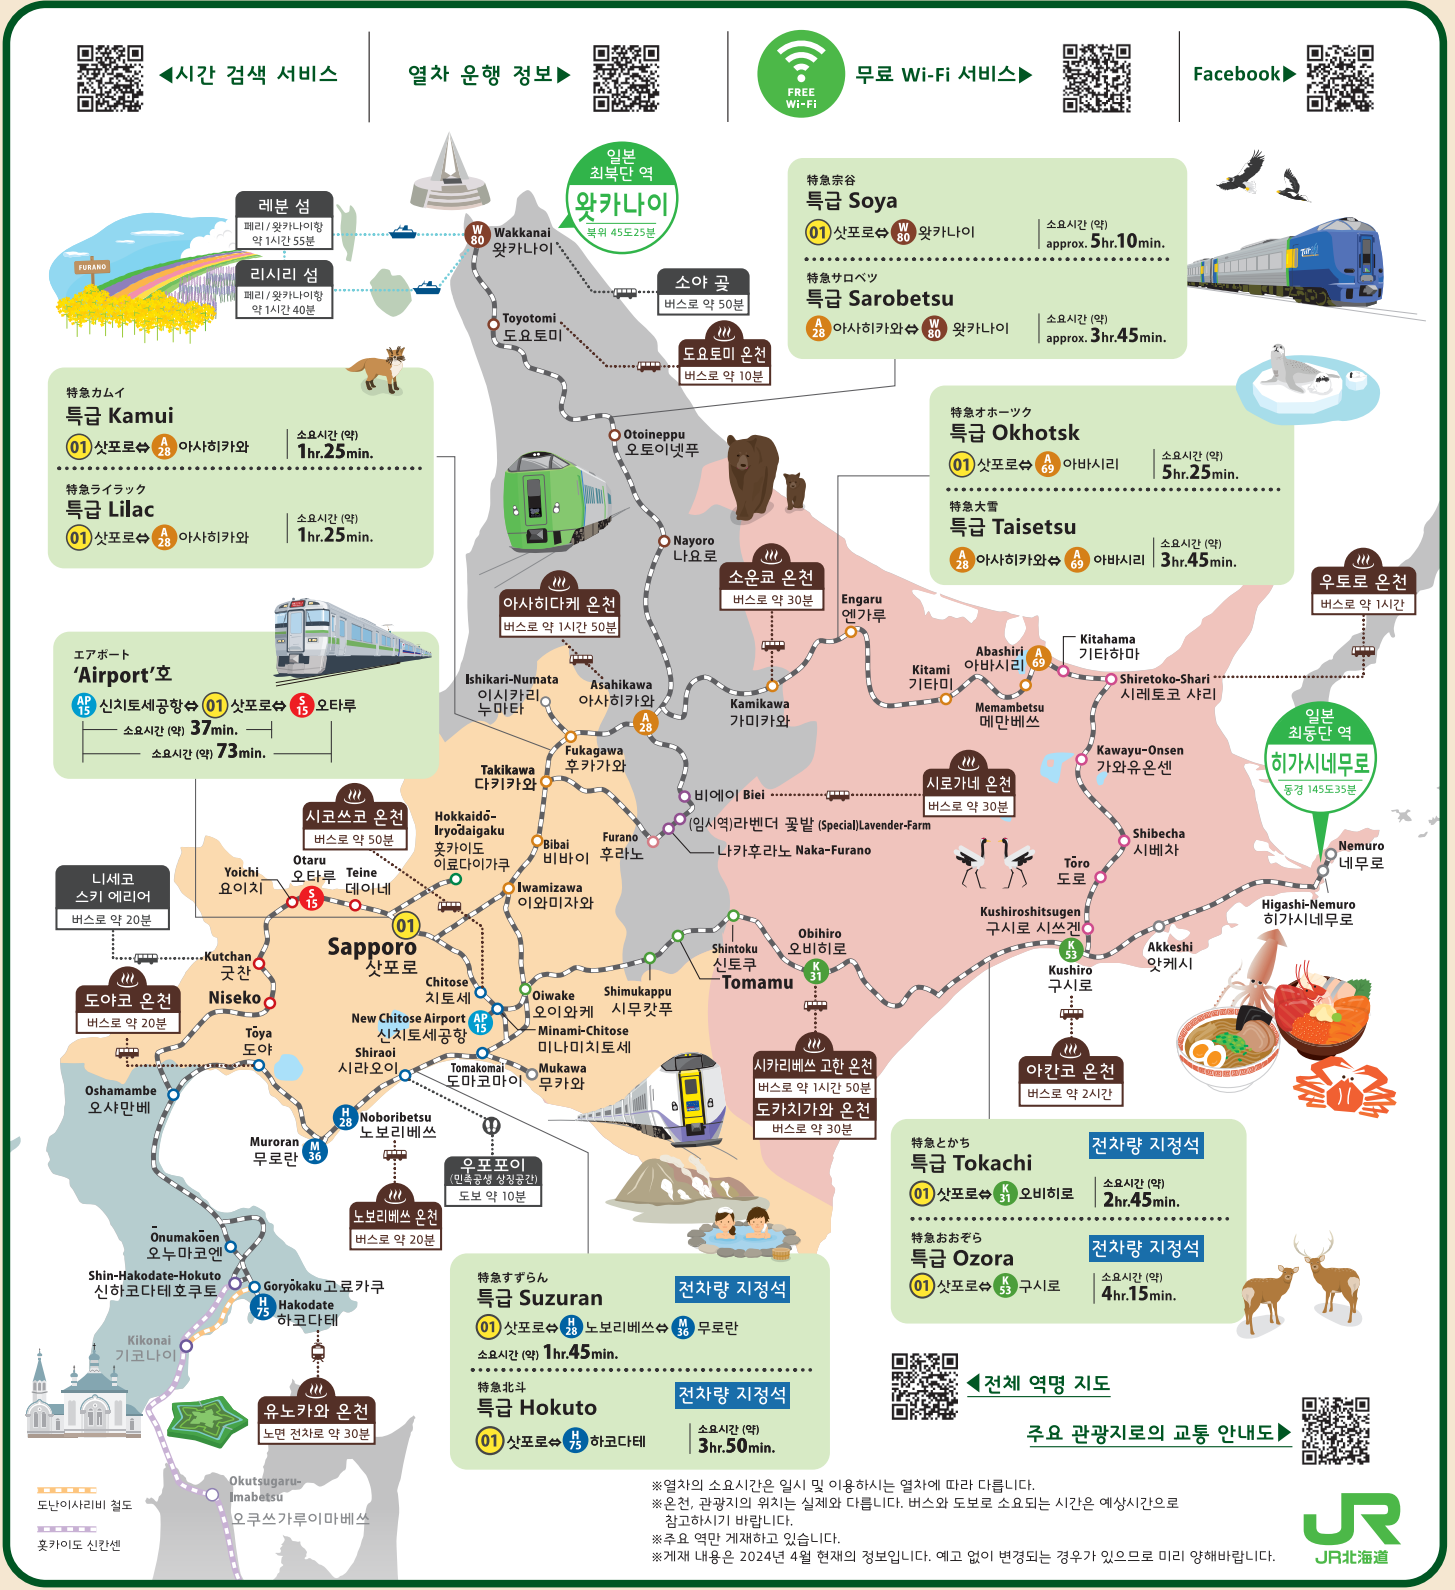 ◀시간 검색 서비스
열차 운행 정보▶
FREE
Wi-Fi
무료 Wi-Fi 서비스▶
Facebook▶
레분 섬
페리 / 왓카나이항
약 1시간 55분
리시리 섬
페리 / 왓카나이항
약 1시간 40분
FURANO
일본
최북단 역
왓카나이
북위 45도25분
W
80
Wakkanai
왓카나이
소야 곶
버스로 약 50분
Toyotomi
도요토미
도요토미 온천
버스로 약 10분
特急宗谷
특급 Soya
01 삿포로⇔ W 80 왓카나이
소요시간 (약)
approx. 5hr.10min.
特急サロベツ
특급 Sarobetsu
A 28 아사히카와⇔ W 80 왓카나이
소요시간 (약)
approx. 3hr.45min.
特急カムイ
특급 Kamui
01 삿포로⇔ A 28 아사히카와
소요시간 (약)
1hr.25min.
特急ライラック
특급 Lilac
01 삿포로⇔ A 28 아사히카와
소요시간 (약)
1hr.25min.
特急オホーツク
특급 Okhotsk
01 삿포로⇔ A 69 아바시리
소요시간 (약)
5hr.25min.
特急大雪
특급 Taisetsu
A 28 아사히카와⇔ A 69 아바시리
소요시간 (약)
3hr.45min.
Otoineppu
오토이넷푸
Nayoro
나요로
소운쿄 온천
버스로 약 30분
아사히다케 온천
버스로 약 1시간 50분
우토로 온천
버스로 약 1시간
エアポート
‘Airport’호
AP 15 신치토세공항⇔ 01 삿포로⇔ S 15 오타루
소요시간 (약) 37min.
소요시간 (약) 73min.
Engaru
엔가루
Kitahama
기타하마
Abashiri
아바시리
A
69
Kitami
기타미
Memambetsu
메만베쓰
Shiretoko-Shari
시레토코 샤리
Ishikari-Numata
이시카리
누마타
Asahikawa
아사히카와
A
28
Kamikawa
가미카와
Fukagawa
후카가와
Takikawa
다키카와
일본
최동단 역
히가시네무로
동경 145도35분
Kawayu-Onsen
가와유온센
시로가네 온천
버스로 약 30분
비에이 Biei
(임시역)라벤더 꽃밭 (Special)Lavender-Farm
나카후라노 Naka-Furano
Furano
후라노
시코쓰코 온천
버스로 약 50분
Hokkaidō-
Iryōdaigaku
홋카이도
이료다이가쿠
Bibai
비바이
Iwamizawa
이와미자와
Shibecha
시베차
Tōro
도로
Nemuro
네무로
Higashi-Nemuro
히가시네무로
니세코
스키 에리어
버스로 약 20분
Yoichi
요이치
Otaru
오타루
S
15
Teine
데이네
01
Sapporo
삿포로
Kutchan
굿찬
Niseko
도야코 온천
버스로 약 20분
Tōya
도야
Chitose
치토세
New Chitose Airport
신치토세공항
AP
15
Oiwake
오이와케
Minami-Chitose
미나미치토세
Shimukappu
시무캇푸
Shintoku
신토쿠
Tomamu
Obihiro
오비히로
K
31
Kushiroshitsugen
구시로 시쓰겐
K
53
Kushiro
구시로
Akkeshi
앗케시
Shiraoi
시라오이
Tomakomai
도마코마이
Mukawa
무카와
Oshamambe
오샤만베
H
28
Noboribetsu
노보리베쓰
Muroran
무로란
M
36
우포포이
(민족공생 상징공간)
도보 약 10분
노보리베쓰 온천
버스로 약 20분
시카리베쓰 고한 온천
버스로 약 1시간 50분
도카치가와 온천
버스로 약 30분
아칸코 온천
버스로 약 2시간
特急とかち
전차량 지정석
특급 Tokachi
01 삿포로⇔ K 31 오비히로
소요시간 (약)
2hr.45min.
特急おおぞら
전차량 지정석
특급 Ozora
01 삿포로⇔ K 53 구시로
소요시간 (약)
4hr.15min.
Ōnumakōen
오누마코엔
Shin-Hakodate-Hokuto
신하코다테호쿠토
Goryōkaku 고료카쿠
H
75
Hakodate
하코다테
Kikonai
기코나이
유노카와 온천
노면 전차로 약 30분
特急すずらん
전차량 지정석
특급 Suzuran
01 삿포로⇔ H 28 노보리베쓰⇔ M 36 무로란
소요시간 (약) 1hr.45min.
特急北斗
전차량 지정석
특급 Hokuto
01 삿포로⇔ H 75 하코다테
소요시간 (약)
3hr.50min.
◀전체 역명 지도
주요 관광지로의 교통 안내도▶
Okutsugaru-
Imabetsu
오쿠쓰가루이마베쓰
도난이사리비 철도
홋카이도 신칸센
※열차의 소요시간은 일시 및 이용하시는 열차에 따라 다릅니다.
※온천, 관광지의 위치는 실제와 다릅니다. 버스와 도보로 소요되는 시간은 예상시간으로
참고하시기 바랍니다.
※주요 역만 게재하고 있습니다.
※게재 내용은 2024년 4월 현재의 정보입니다. 예고 없이 변경되는 경우가 있으므로 미리 양해바랍니다.
JR
JR北海道